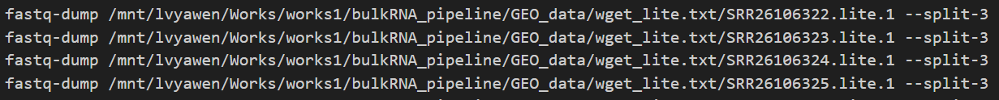 fastq-dump /mnt/lvyawen/Works/works1/bulkRNA_pipeline/GEO_data/wget_lite.txt/SRR26106322.lite.1 --split-3
fastq-dump /mnt/lvyawen/Works/works1/bulkRNA_pipeline/GEO_data/wget_lite.txt/SRR26106323.lite.1 --split-3
fastq-dump /mnt/lvyawen/Works/works1/bulkRNA_pipeline/GEO_data/wget_lite.txt/SRR26106324.lite.1 --split-3
fastq-dump /mnt/lvyawen/Works/works1/bulkRNA_pipeline/GEO_data/wget_lite.txt/SRR26106325.lite.1 --split-3